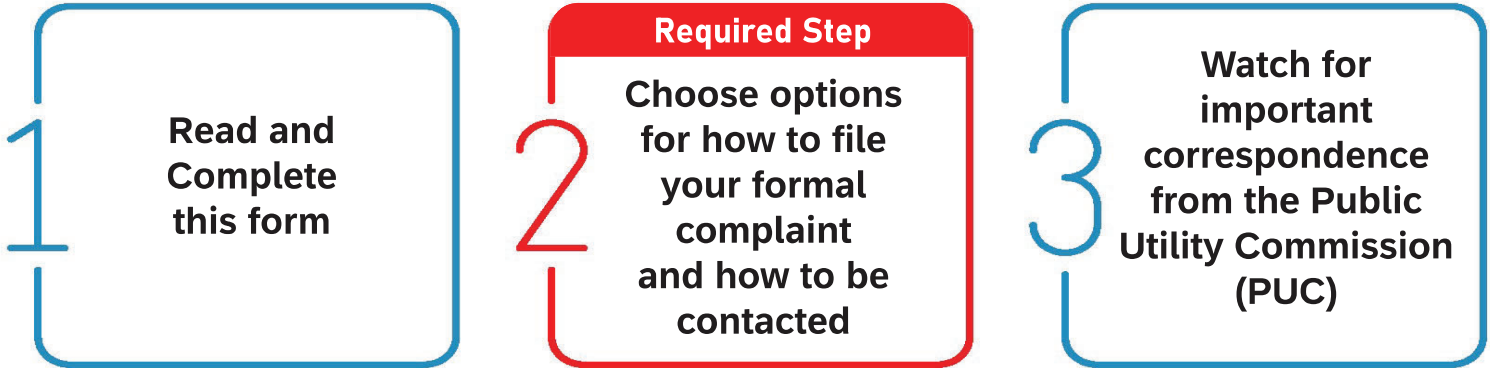 1
Read and
Complete
this form
Required Step
2
Choose options
for how to file
your formal
complaint
and how to be
contacted
3
Watch for
important
correspondence
from the Public
Utility Commission
(PUC)